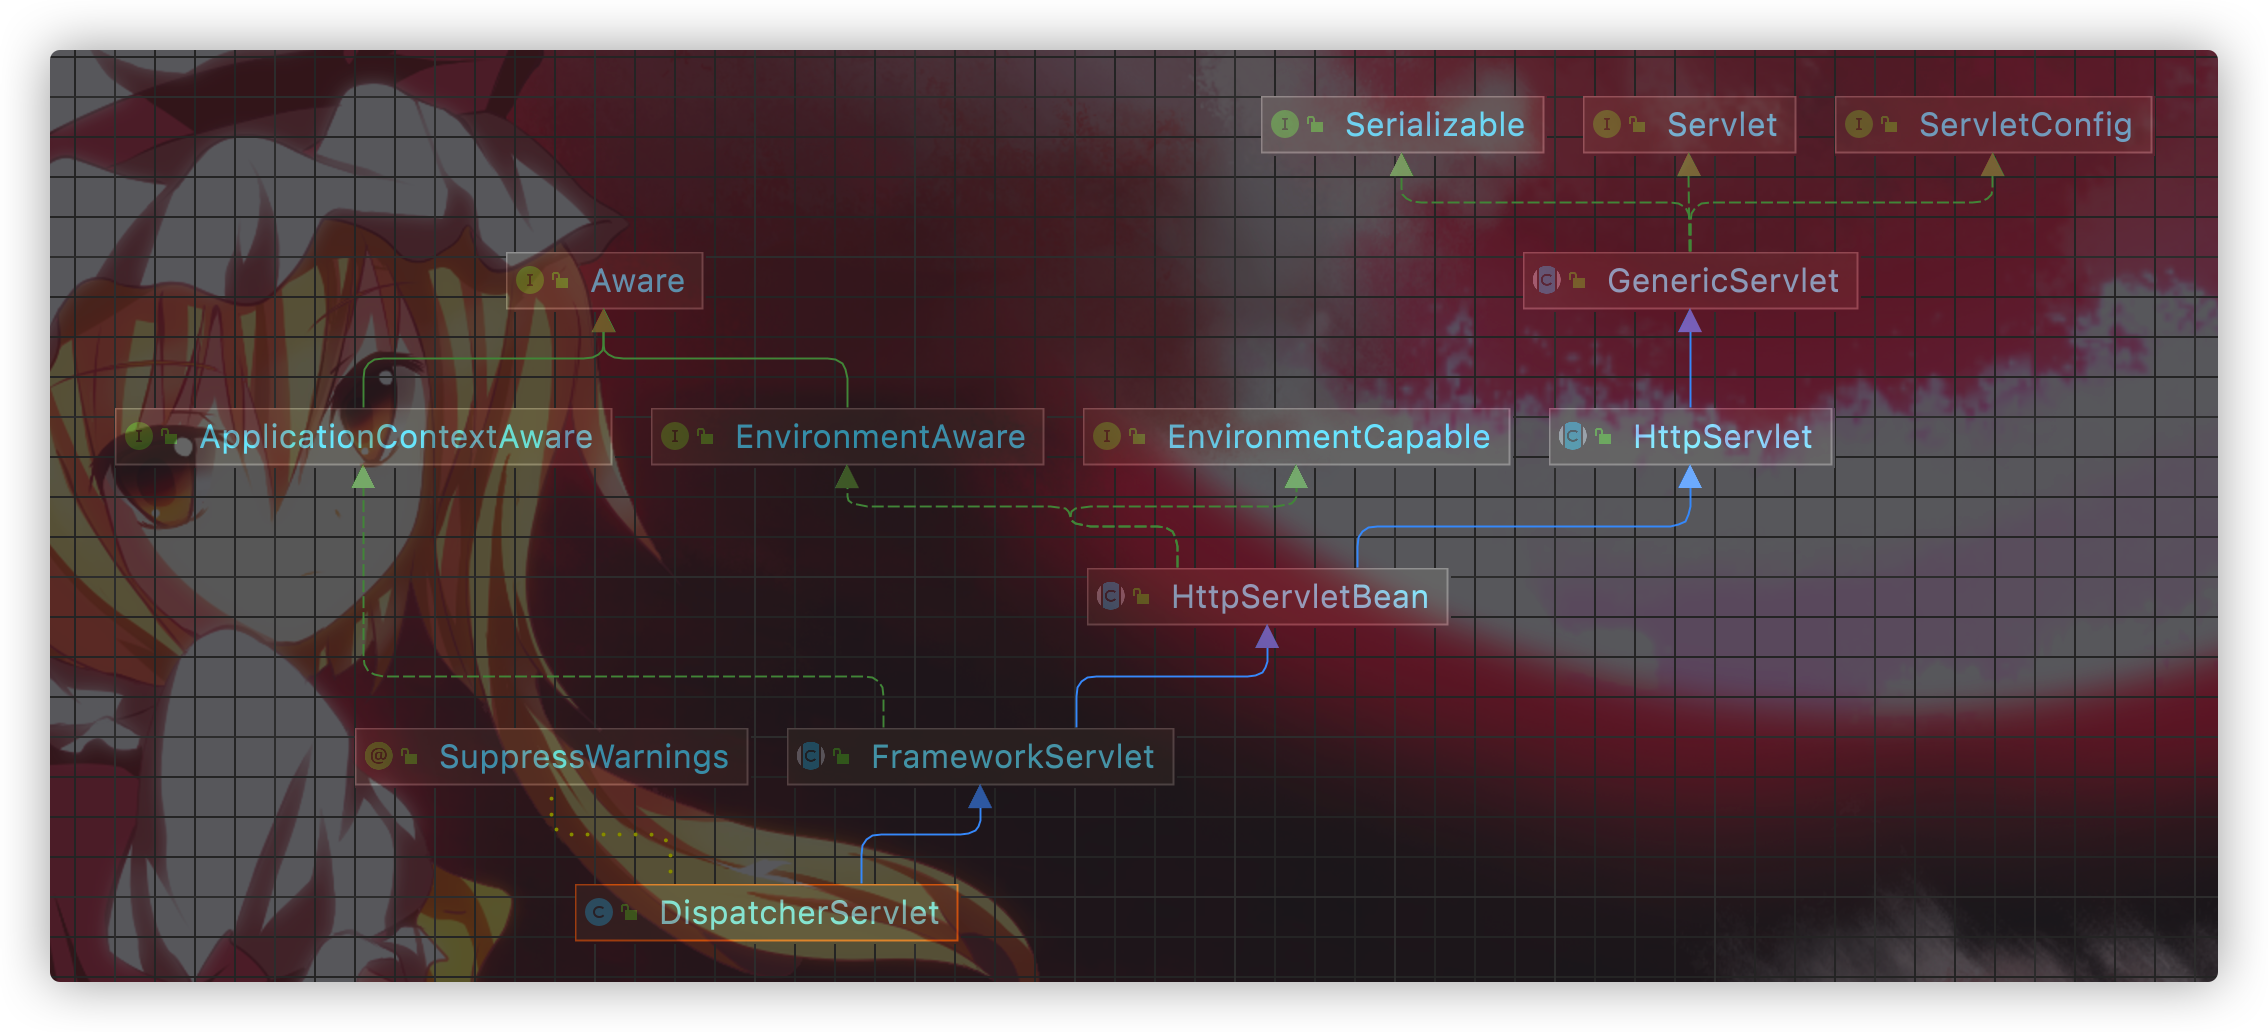 Serializable
Servlet
ServletConfig
Aware
GenericServlet
ApplicationContextAware
EnvironmentAware
EnvironmentCapable
HttpServlet
HttpServletBean
SuppressWarnings
FrameworkServlet
DispatcherServlet